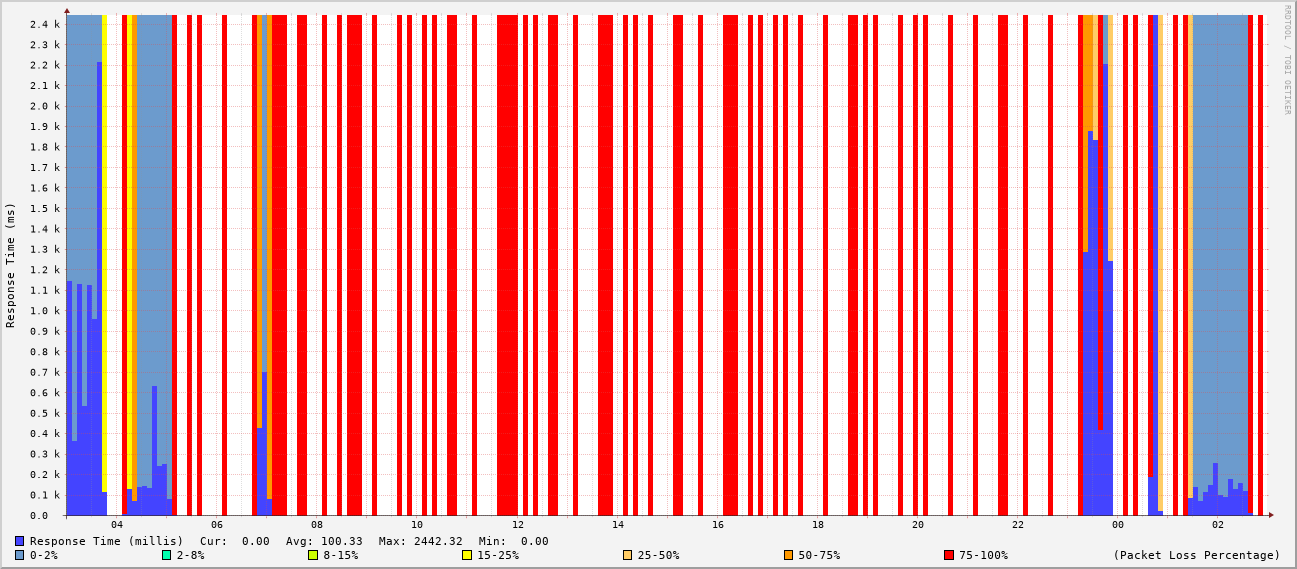 RRDTOOL / TOBI OETIKER
Response Time (ms)
2.4 k
2.3 k
2.2 k
2.1 k
2.0 k
1.9 k
1.8 k
1.7 k
1.6 k
1.5 k
1.4 k
1.3 k
1.2 k
1.1 k
1.0 k
0.9 k
0.8 k
0.7 k
0.6 k
0.5 k
0.4 k
0.3 k
0.2 k
0.1 k
0.0
04 06 08 10 12 14 16 18 20 22 00 02
Response Time (millis) Cur: 0.00 Avg: 100.33 Max: 2442.32 Min: 0.00
0-2% 2-8% 8-15% 15-25% 25-50% 50-75% 75-100% (Packet Loss Percentage)